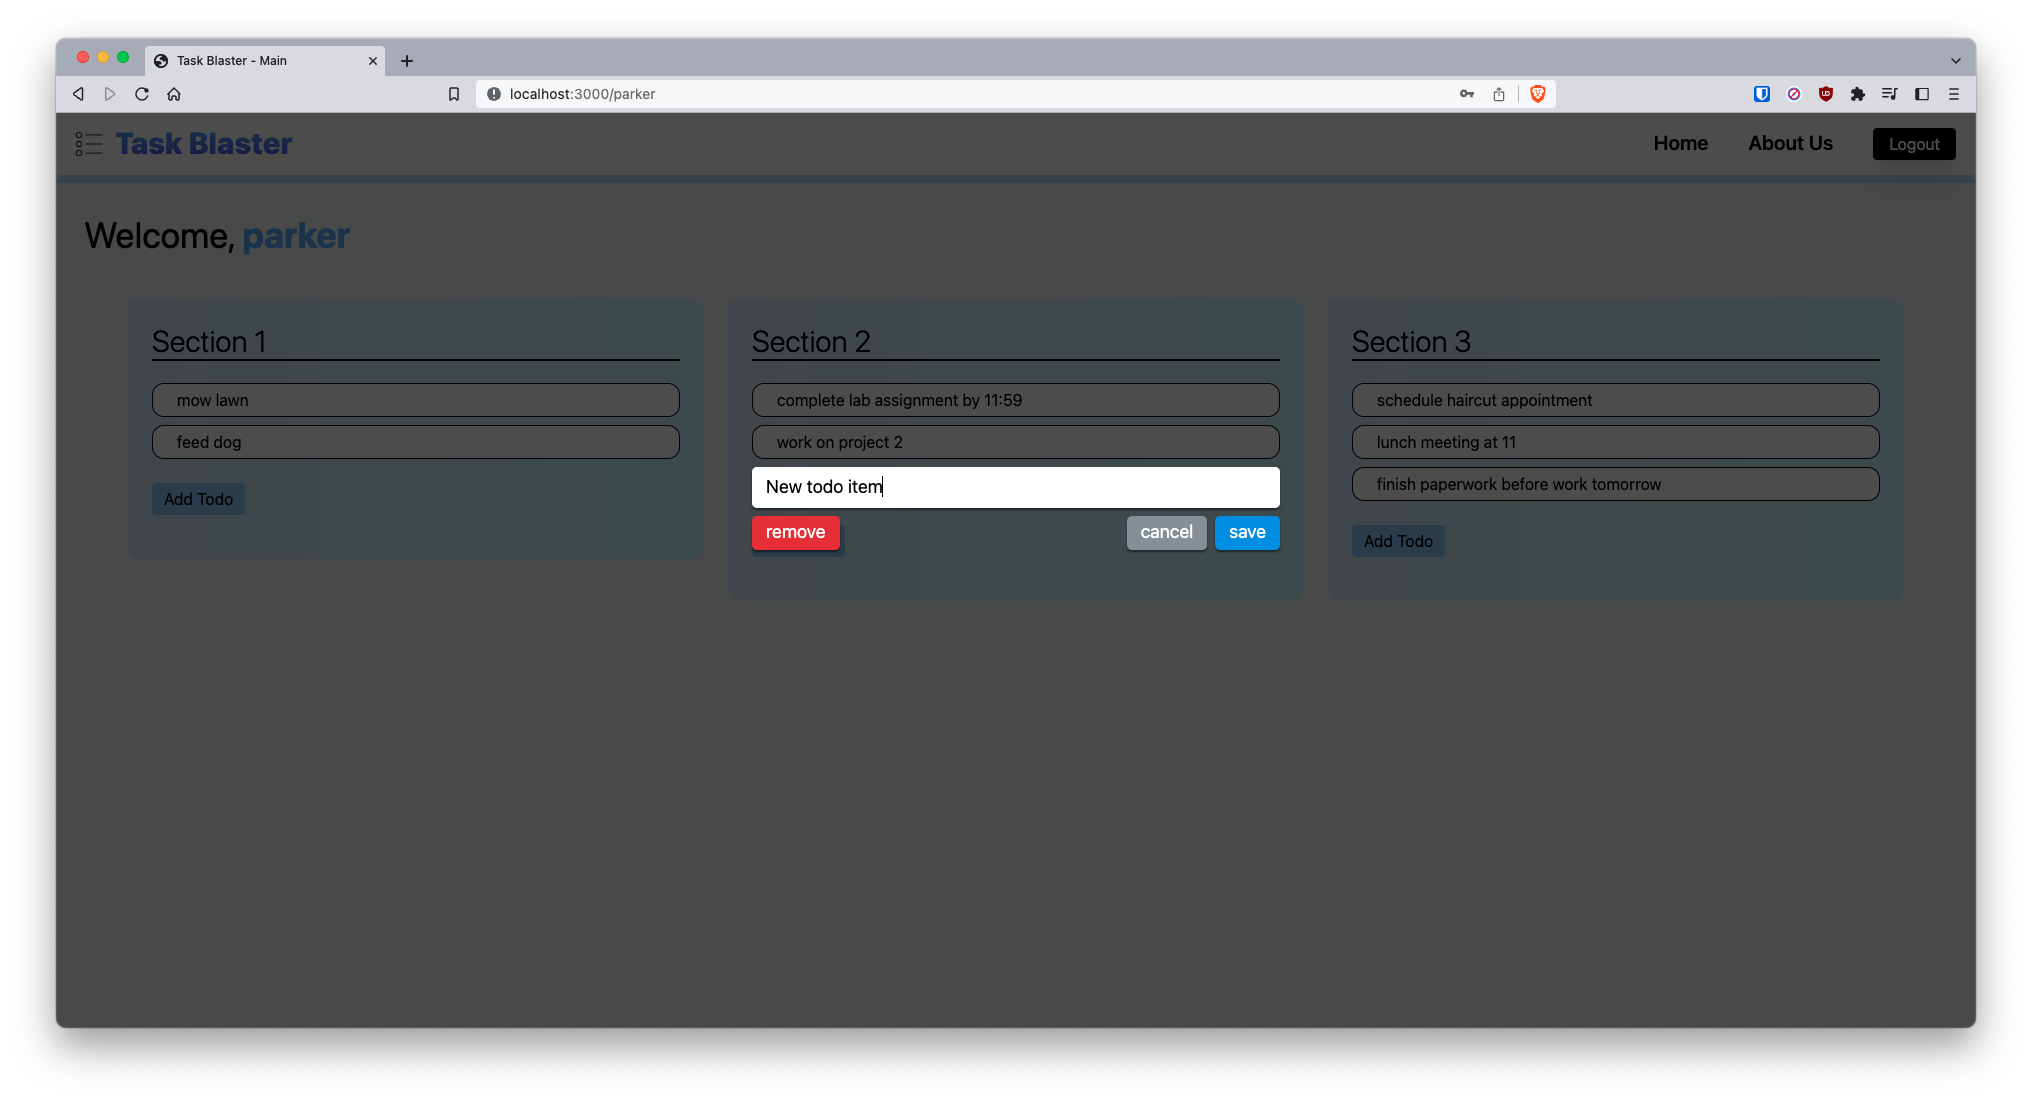 Task Blaster - Main
localhost:3000/parker
Task Blaster
Home
About Us
Logout
Welcome, parker
Section 1
mow lawn
feed dog
Add Todo
Section 2
complete lab assignment by 11:59
work on project 2
New todo item
remove
cancel
save
Section 3
schedule haircut appointment
lunch meeting at 11
finish paperwork before work tomorrow
Add Todo